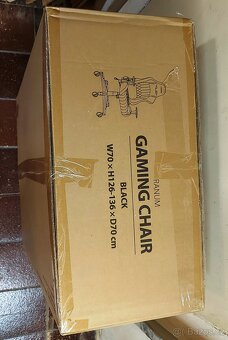 RANUM
GAMING CHAIR
BLACK
W70 x H126-136 x D70 cm